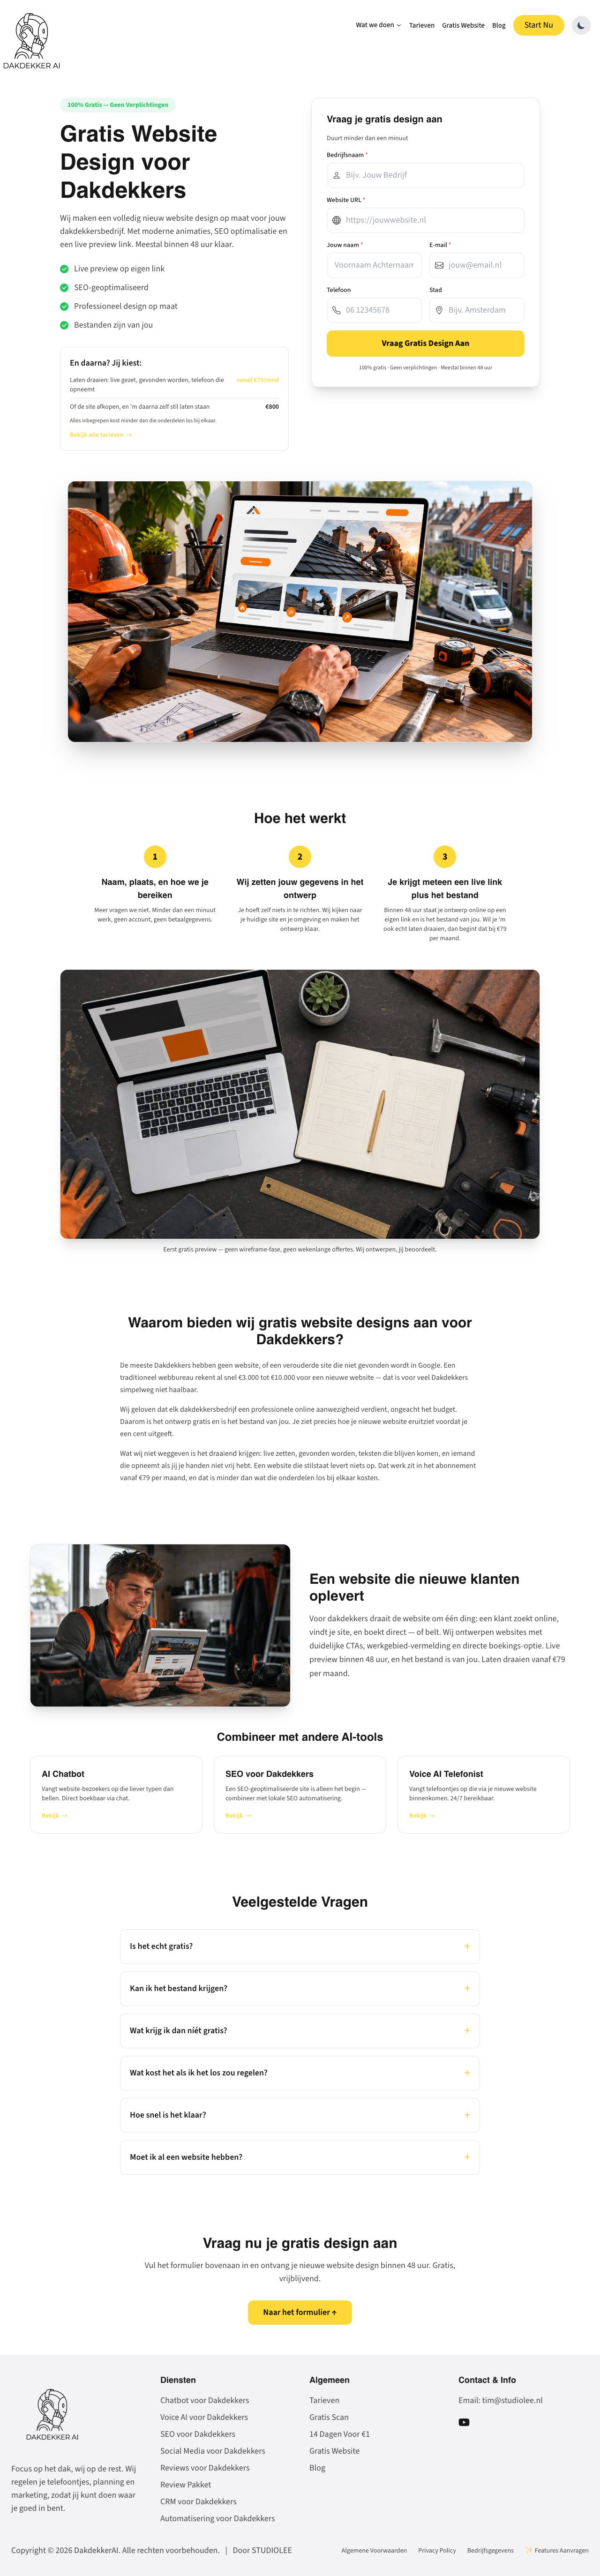 DAKDEKKER AI
Wat we doen
Tarieven
Gratis Website
Blog
Start Nu
100% Gratis — Geen Verplichtingen
Gratis Website
Design voor
Dakdekkers
Wij maken een volledig nieuw website design op maat voor jouw
dakdekkersbedrijf. Met moderne animaties, SEO optimalisatie en
een live preview link. Meestal binnen 48 uur klaar.
Live preview op eigen link
SEO-geoptimaliseerd
Professioneel design op maat
Bestanden zijn van jou
En daarna? Jij kiest:
Laten draaien: live gezet, gevonden worden, telefoon die
opneemt
vanaf €79/mnd
Of de site afkopen, en 'm daarna zelf stil laten staan
€800
Alles inbegrepen kost minder dan die onderdelen los bij elkaar.
Bekijk alle tarieven →
Vraag je gratis design aan
Duurt minder dan een minuut
Bedrijfsnaam *
Bijv. Jouw Bedrijf
Website URL *
https://jouwwebsite.nl
Jouw naam *
E-mail *
Voornaam Achternaam
jouw@email.nl
Telefoon
Stad
06 12345678
Bijv. Amsterdam
Vraag Gratis Design Aan
100% gratis · Geen verplichtingen · Meestal binnen 48 uur
Hoe het werkt
1
Naam, plaats, en hoe we je
bereiken
Meer vragen we niet. Minder dan een minuut
werk, geen account, geen betaalgegevens.
2
Wij zetten jouw gegevens in het
ontwerp
Je hoeft zelf niets in te richten. Wij kijken naar
je huidige site en je omgeving en maken het
ontwerp klaar.
3
Je krijgt meteen een live link
plus het bestand
Binnen 48 uur staat je ontwerp online op een
eigen link en is het bestand van jou. Wil je 'm
ook echt laten draaien, dan begint dat bij €79
per maand.
Eerst gratis preview — geen wireframe-fase, geen wekenlange offertes. Wij ontwerpen, jij beoordeelt.
Waarom bieden wij gratis website designs aan voor
Dakdekkers?
De meeste Dakdekkers hebben geen website, of een verouderde site die niet gevonden wordt in Google. Een
traditioneel webbureau rekent al snel €3.000 tot €10.000 voor een nieuwe website — dat is voor veel Dakdekkers
simpelweg niet haalbaar.
Wij geloven dat elk dakdekkersbedrijf een professionele online aanwezigheid verdient, ongeacht het budget.
Daarom is het ontwerp gratis en is het bestand van jou. Je ziet precies hoe je nieuwe website eruitziet voordat je
een cent uitgeeft.
Wat wij niet weggeven is het draaiend krijgen: live zetten, gevonden worden, teksten die blijven komen, en iemand
die opneemt als jij je handen niet vrij hebt. Een website die stilstaat levert niets op. Dat werk zit in het abonnement
vanaf €79 per maand, en dat is minder dan wat die onderdelen los bij elkaar kosten.
Een website die nieuwe klanten
oplevert
Voor dakdekkers draait de website om één ding: een klant zoekt online,
vindt je site, en boekt direct — of belt. Wij ontwerpen websites met
duidelijke CTAs, werkgebied-vermelding en directe boekings-optie. Live
preview binnen 48 uur, en het bestand is van jou. Laten draaien vanaf €79
per maand.
Combineer met andere AI-tools
AI Chatbot
Vangt website-bezoekers op die liever typen dan
bellen. Direct boekbaar via chat.
Bekijk →
SEO voor Dakdekkers
Een SEO-geoptimaliseerde site is alleen het begin —
combineer met lokale SEO automatisering.
Bekijk →
Voice AI Telefonist
Vangt telefoontjes op die via je nieuwe website
binnenkomen. 24/7 bereikbaar.
Bekijk →
Veelgestelde Vragen
Is het echt gratis? +
Kan ik het bestand krijgen? +
Wat krijg ik dan níét gratis? +
Wat kost het als ik het los zou regelen? +
Hoe snel is het klaar? +
Moet ik al een website hebben? +
Vraag nu je gratis design aan
Vul het formulier bovenaan in en ontvang je nieuwe website design binnen 48 uur. Gratis,
vrijblijvend.
Naar het formulier ↑
DAKDEKKER AI
Focus op het dak, wij op de rest. Wij
regelen je telefoontjes, planning en
marketing, zodat jij kunt doen waar
je goed in bent.
Diensten
Chatbot voor Dakdekkers
Voice AI voor Dakdekkers
SEO voor Dakdekkers
Social Media voor Dakdekkers
Reviews voor Dakdekkers
Review Pakket
CRM voor Dakdekkers
Automatisering voor Dakdekkers
Algemeen
Tarieven
Gratis Scan
14 Dagen Voor €1
Gratis Website
Blog
Contact & Info
Email: tim@studiolee.nl
Copyright © 2026 DakdekkerAI. Alle rechten voorbehouden. | Door STUDIOLEE
Algemene Voorwaarden
Privacy Policy
Bedrijfsgegevens
✨ Features Aanvragen